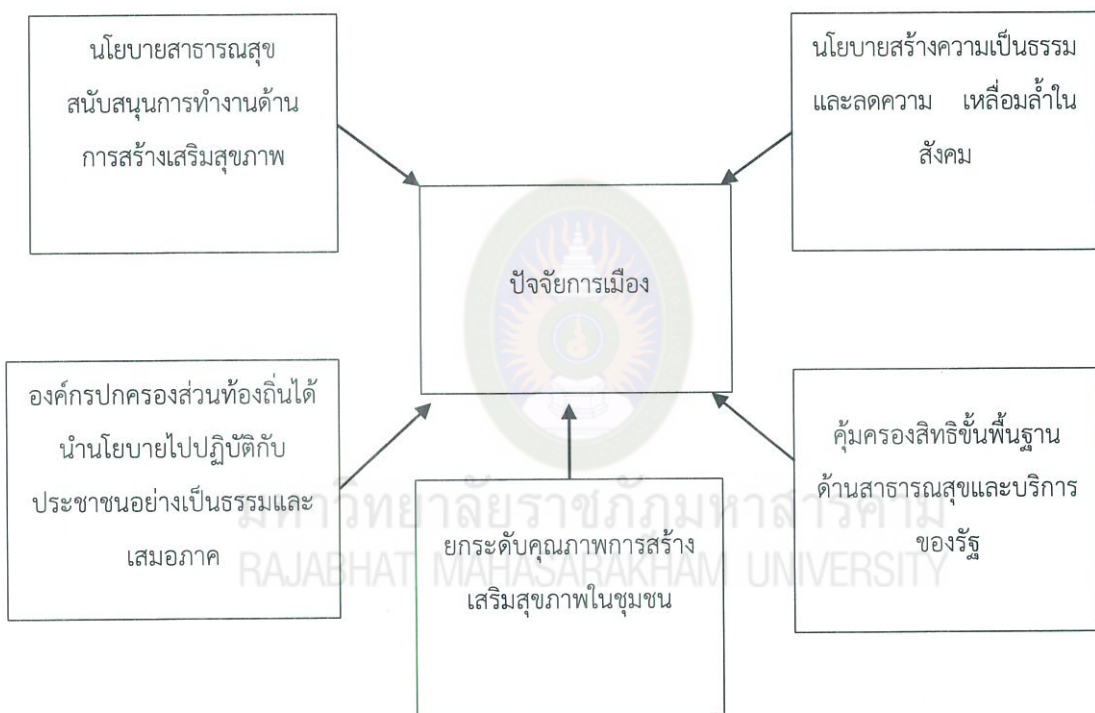 นโยบายสาธารณสุข
สนับสนุนการทำงานด้าน
การสร้างเสริมสุขภาพ
นโยบายสร้างความเป็นธรรม
และลดความ เหลื่อมล้ำใน
สังคม
ปัจจัยการเมือง
องค์กรปกครองส่วนท้องถิ่นได้
นำนโยบายไปปฏิบัติกับ
ประชาชนอย่างเป็นธรรมและ
เสมอภาค
ยกระดับคุณภาพการสร้าง
เสริมสุขภาพในชุมชน
คุ้มครองสิทธิขั้นพื้นฐาน
ด้านสาธารณสุขและบริการ
ของรัฐ
มหาวิทยาลัยราชภัฏมหาสารคาม
RAJABHAT MAHASARAKHAM UNIVERSITY